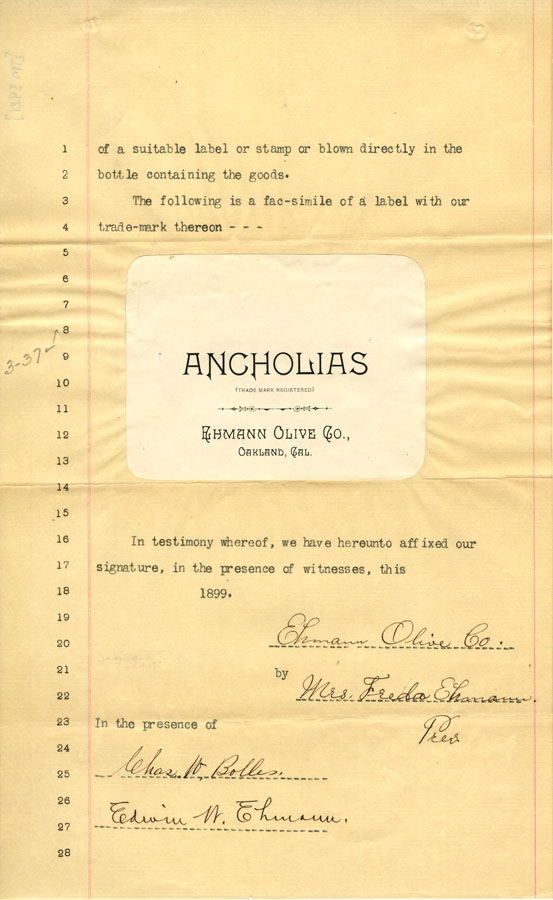 1 of a suitable label or stamp or blown directly in the
2 bottle containing the goods.
3 The following is a fac-simile of a label with our
4 trade-mark thereon - - -
5
6
7
8
3-37
9
ANCHOLIAS
10
(TRADE MARK REGISTERED)
11
12 EHMANN OLIVE CO.,
13 OAKLAND, CAL.
14
15
16 In testimony whereof, we have hereunto affixed our
17 signature, in the presence of witnesses, this
18 1899.
19
20 Ehmann Olive Co.
21 by
22 Mrs. Freda Ehmann.
23 In the presence of
Pres
24
25 Chas. W. Bolles.
26
27 Edwin W. Ehmann.
28